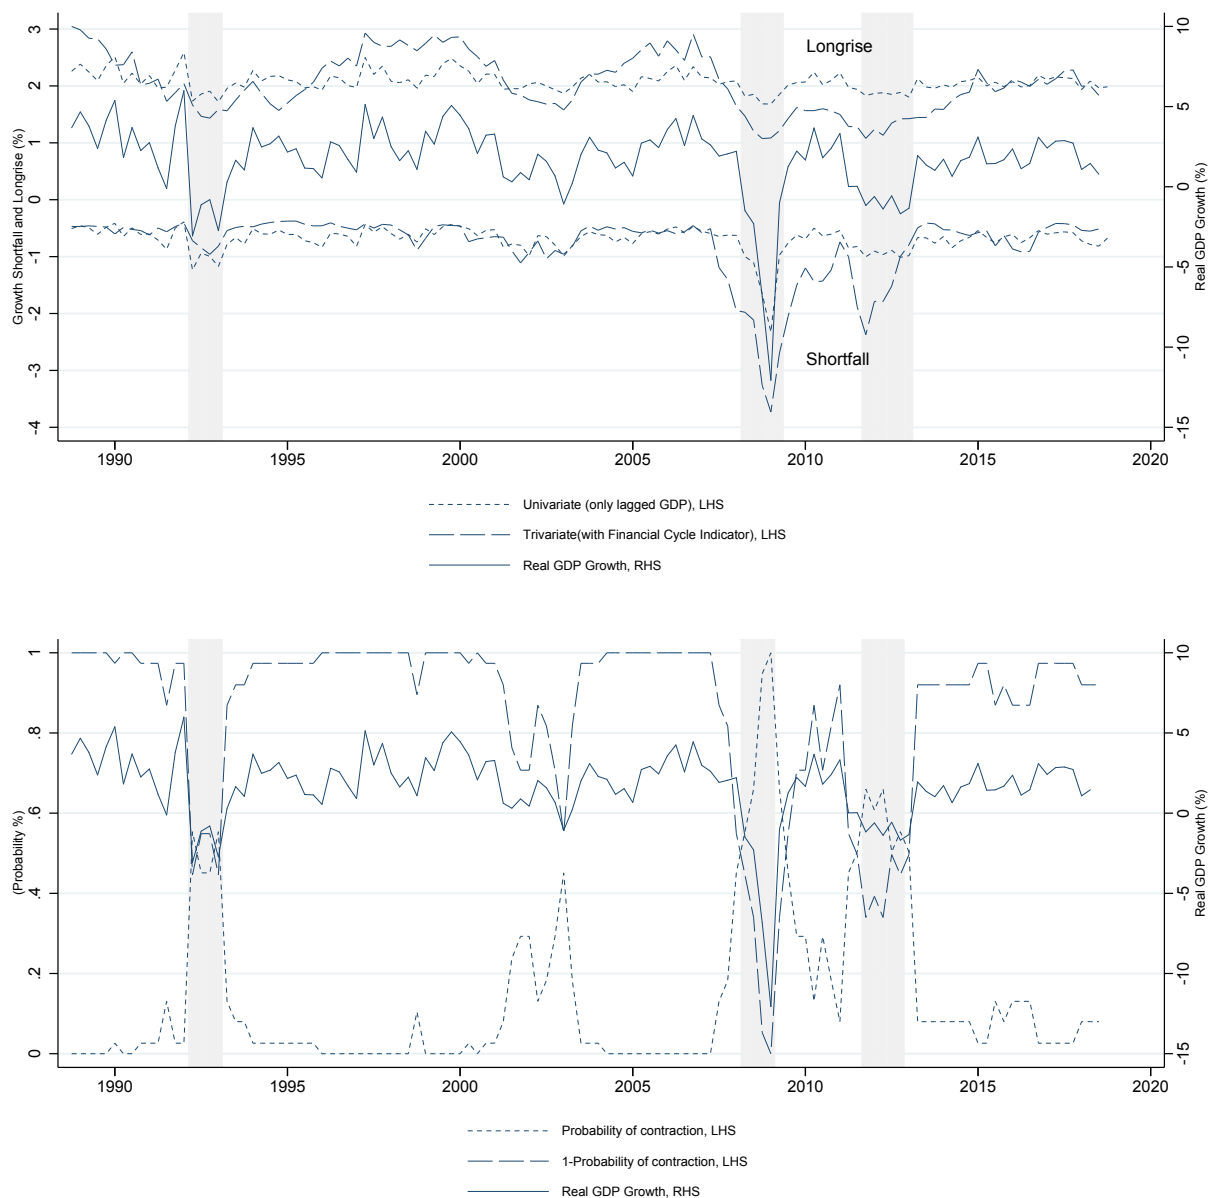 Growth Shortfall and Longrise (%)
3
2
1
0
-1
-2
-3
-4
Longrise
Shortfall
10
5
0
-5
-10
-15
Real GDP Growth (%)
1990 1995 2000 2005 2010 2015 2020
Univariate (only lagged GDP), LHS
Trivariate(with Financial Cycle Indicator), LHS
Real GDP Growth, RHS
(Probability %)
1
.8
.6
.4
.2
0
10
5
0
-5
-10
-15
Real GDP Growth (%)
1990 1995 2000 2005 2010 2015 2020
Probability of contraction, LHS
1-Probability of contraction, LHS
Real GDP Growth, RHS